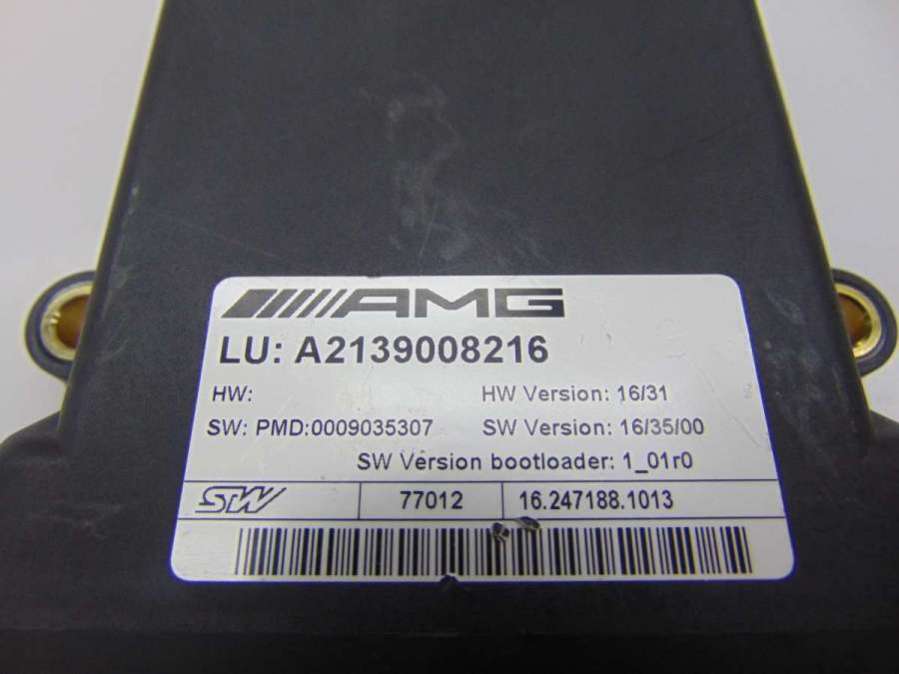 AMG
LU: A2139008216
HW: HW Version: 16/31
SW: PMD:0009035307 SW Version: 16/35/00
SW Version bootloader: 1_01r0
STW 77012 16.247188.1013